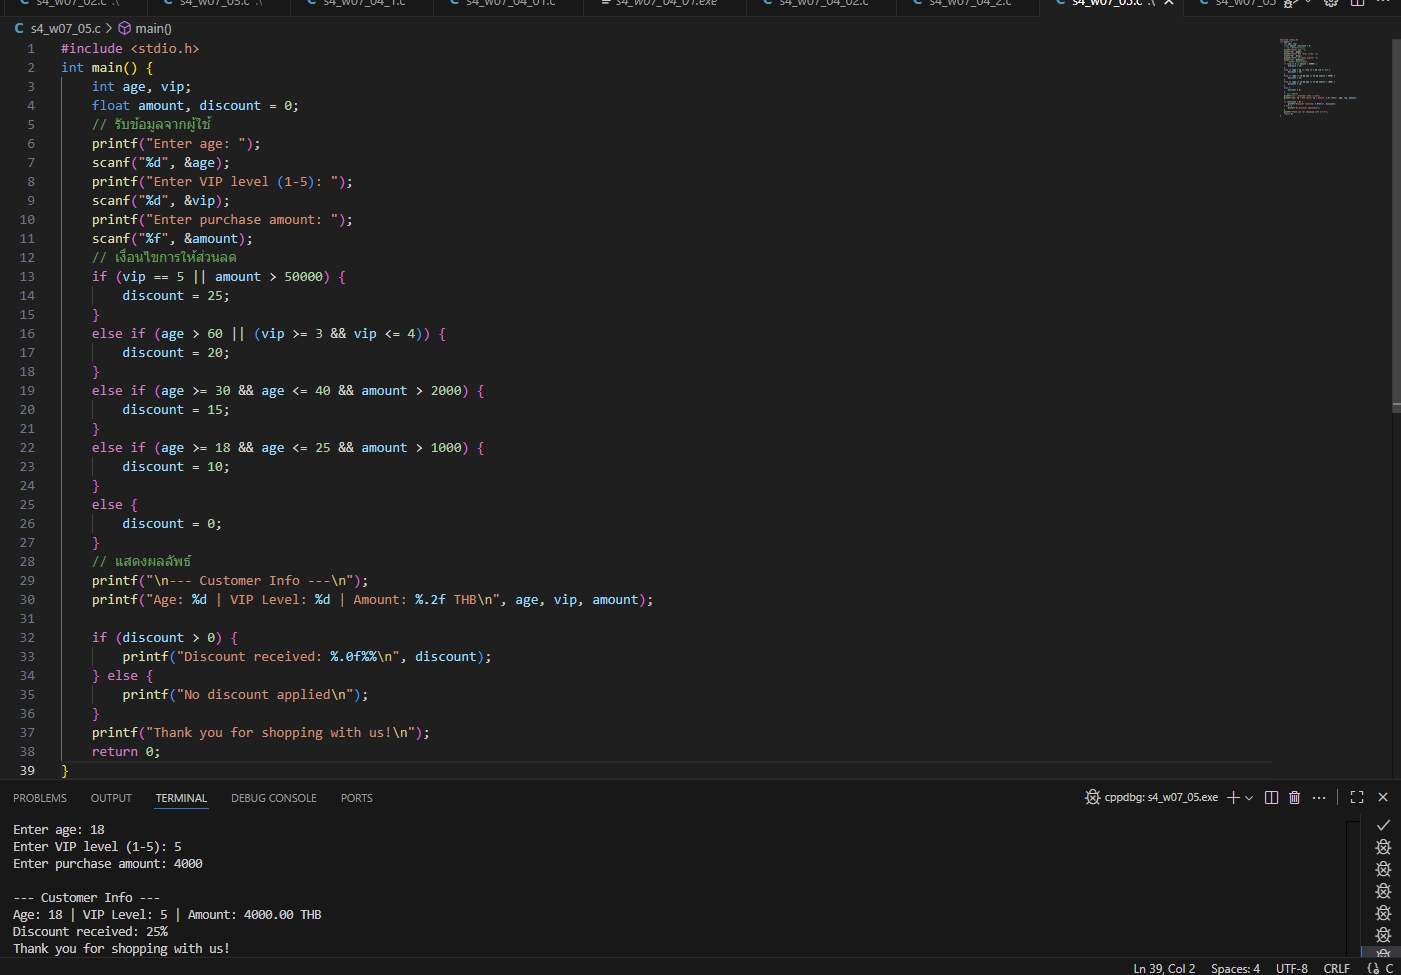 s4_w07_04_1.c
s4_w07_04_01.c
s4_w07_04_01.exe
s4_w07_04_02.c
s4_w07_04_2.c
s4_w07_05.c .\
s4_w07_05
s4_w07_05.c > main()
1 #include <stdio.h>
2 int main() {
3 int age, vip;
4 float amount, discount = 0;
5 // รับข้อมูลจากผู้ใช้
6 printf("Enter age: ");
7 scanf("%d", &age);
8 printf("Enter VIP level (1-5): ");
9 scanf("%d", &vip);
10 printf("Enter purchase amount: ");
11 scanf("%f", &amount);
12 // เงื่อนไขการให้ส่วนลด
13 if (vip == 5 || amount > 50000) {
14 discount = 25;
15 }
16 else if (age > 60 || (vip >= 3 && vip <= 4)) {
17 discount = 20;
18 }
19 else if (age >= 30 && age <= 40 && amount > 2000) {
20 discount = 15;
21 }
22 else if (age >= 18 && age <= 25 && amount > 1000) {
23 discount = 10;
24 }
25 else {
26 discount = 0;
27 }
28 // แสดงผลลัพธ์
29 printf("\n--- Customer Info ---\n");
30 printf("Age: %d | VIP Level: %d | Amount: %.2f THB\n", age, vip, amount);
31
32 if (discount > 0) {
33 printf("Discount received: %.0f%%\n", discount);
34 } else {
35 printf("No discount applied\n");
36 }
37 printf("Thank you for shopping with us!\n");
38 return 0;
39 }
PROBLEMS OUTPUT TERMINAL DEBUG CONSOLE PORTS
cppdbg: s4_w07_05.exe
Enter age: 18
Enter VIP level (1-5): 5
Enter purchase amount: 4000
--- Customer Info ---
Age: 18 | VIP Level: 5 | Amount: 4000.00 THB
Discount received: 25%
Thank you for shopping with us!
Ln 39, Col 2 Spaces: 4 UTF-8 CRLF {} C